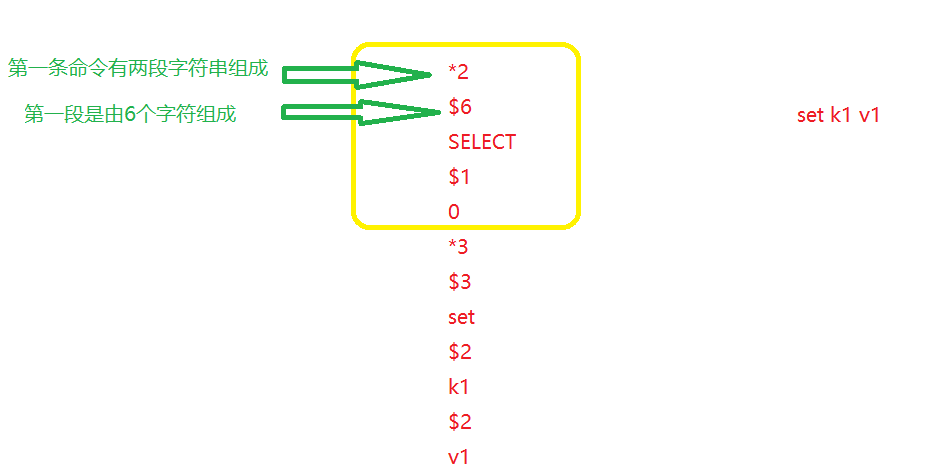 第一条命令有两段字符串组成
*2
第一段是由6个字符组成
$6
set k1 v1
SELECT
$1
0
*3
$3
set
$2
k1
$2
v1